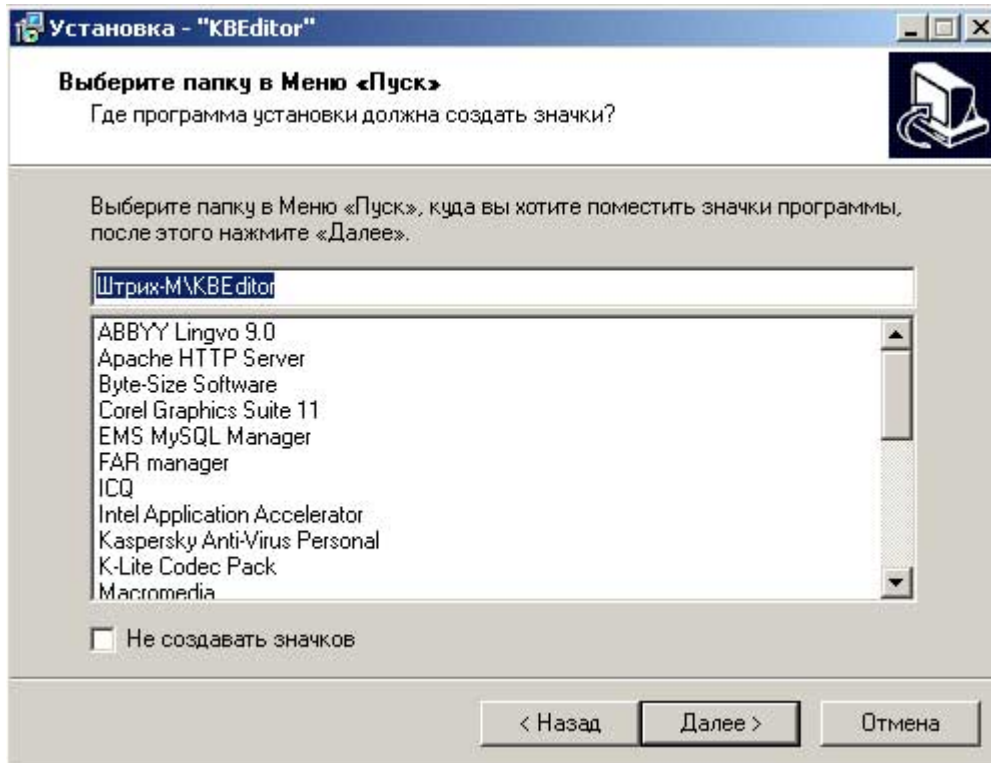 Установка - "KBEditor"
Выберите папку в Меню «Пуск»
Где программа установки должна создать значки?
Выберите папку в Меню «Пуск», куда вы хотите поместить значки программы,
после этого нажмите «Далее».
Штрих-М\KBEditor
ABBYY Lingvo 9.0
Apache HTTP Server
Byte-Size Software
Corel Graphics Suite 11
EMS MySQL Manager
FAR manager
ICQ
Intel Application Accelerator
Kaspersky Anti-Virus Personal
K-Lite Codec Pack
Macromedia
Не создавать значков
< Назад
Далее >
Отмена